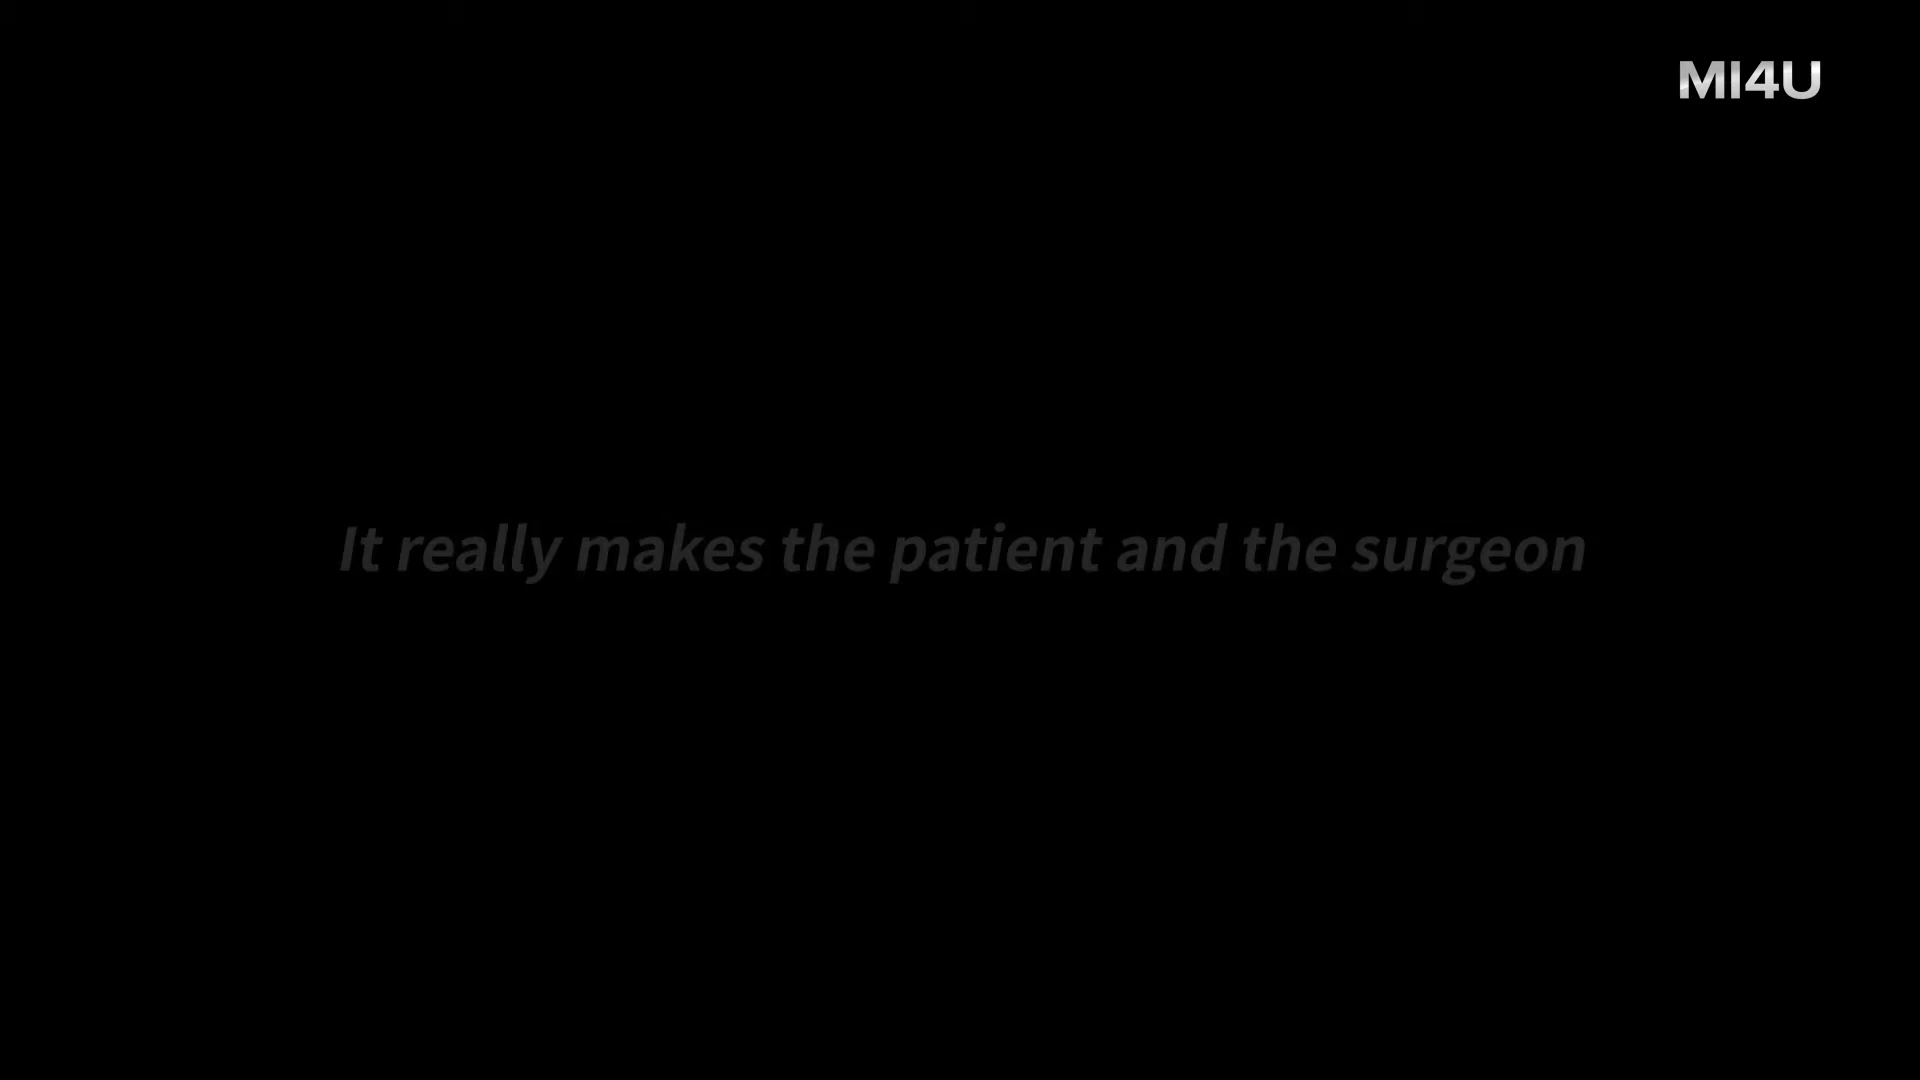 MI4U
It really makes the patient and the surgeon